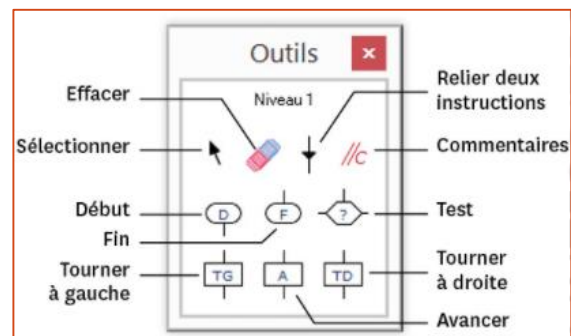 Outils
x
Effacer
Niveau 1
Relier deux
instructions
Sélectionner
//c
Commentaires
Début
D
F
?
Test
Fin
Tourner
à gauche
TG
A
TD
Tourner
à droite
Avancer